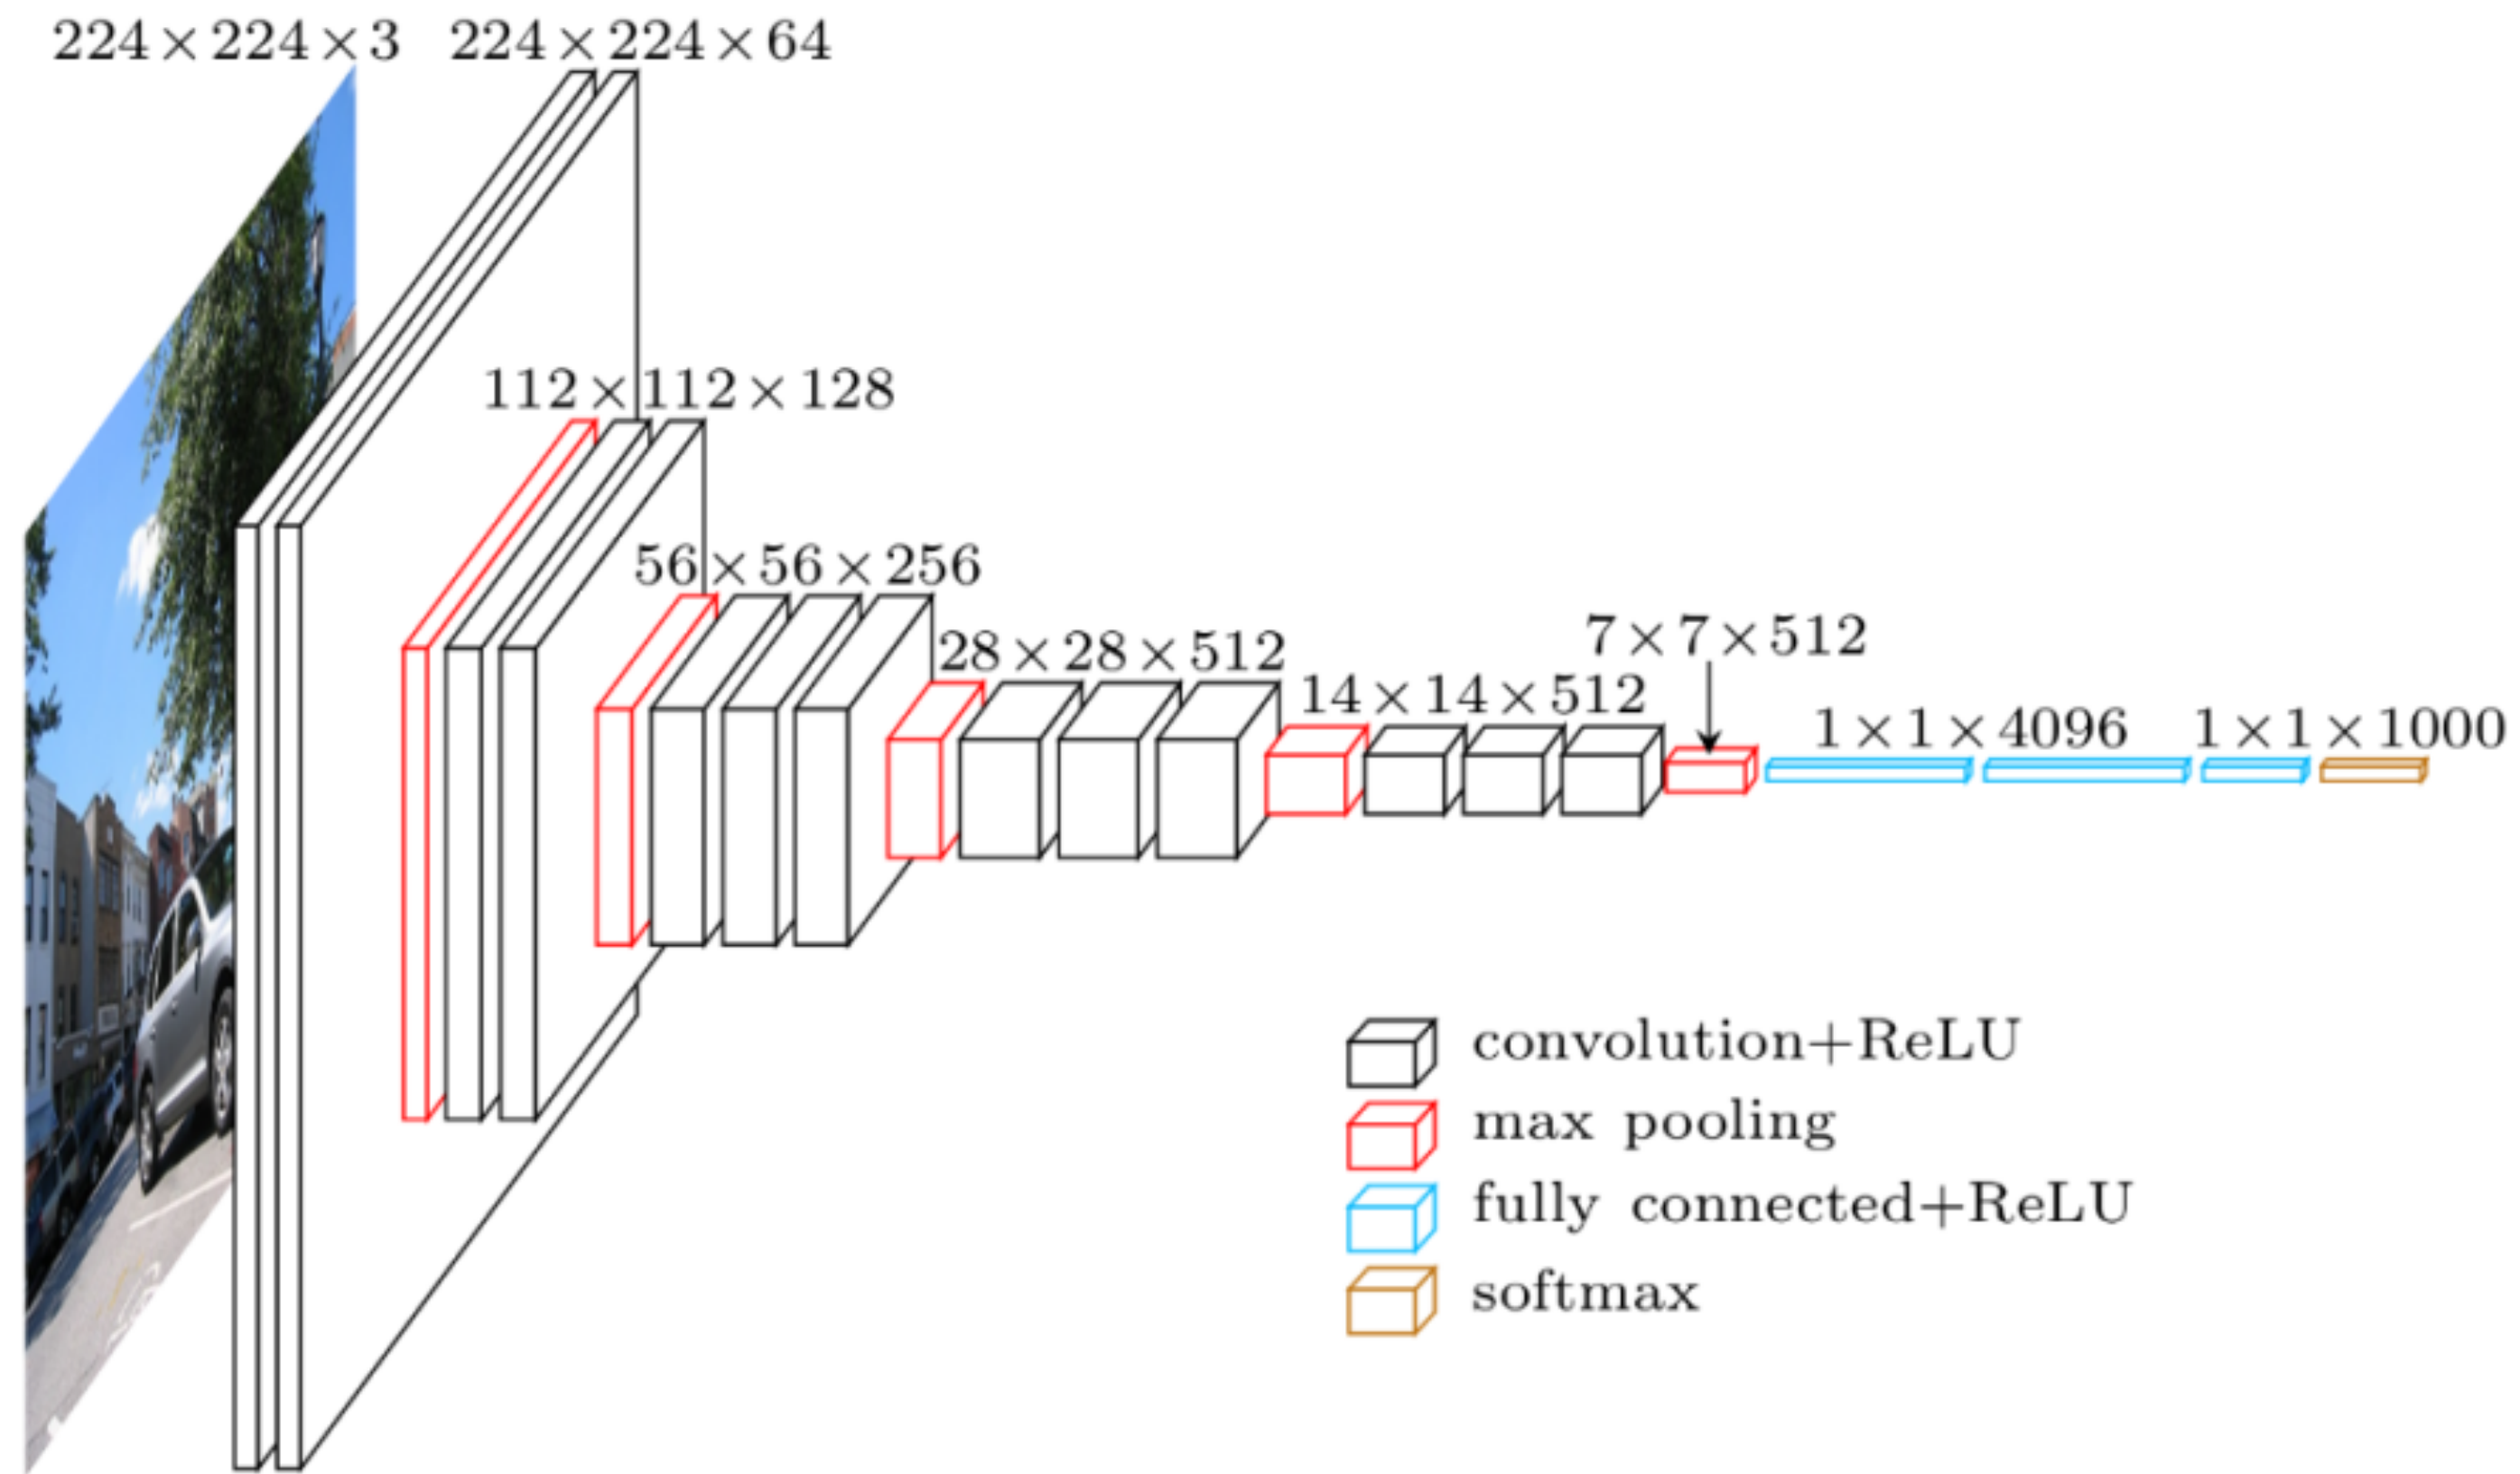 224×224×3
224×224×64
112×112×128
56×56×256
28×28×512
14×14×512
7×7×512
1×1×4096
1×1×1000
convolution+ReLU
max pooling
fully connected+ReLU
softmax